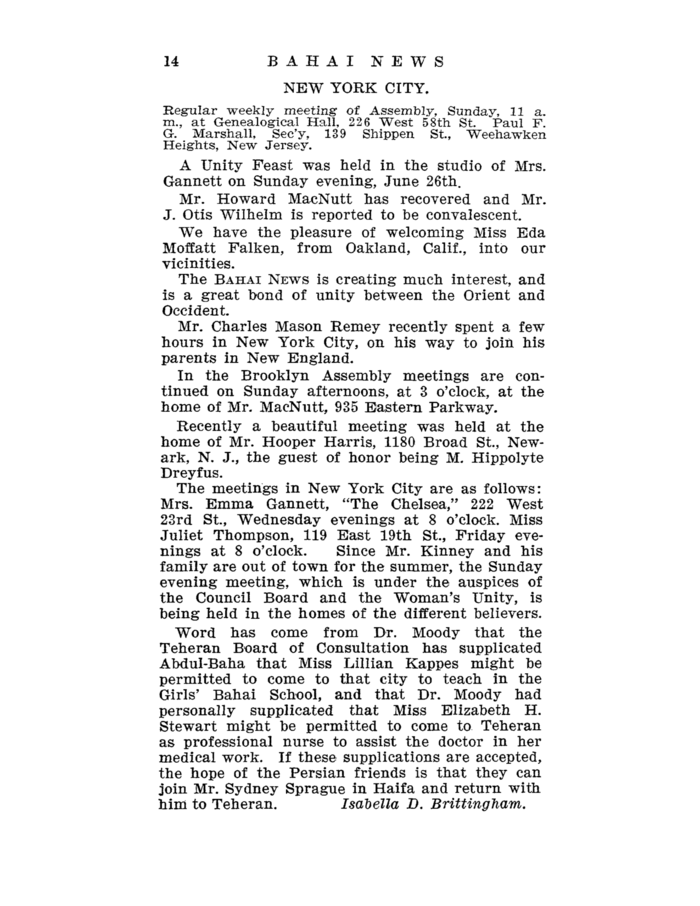 14 BAHAI NEWS
NEW YORK CITY.
Regular weekly meeting of Assembly, Sunday, 11 a.
m., at Genealogical Hall, 226 West 58th St. Paul F.
G. Marshall, Sec'y, 139 Shippen St., Weehawken
Heights, New Jersey.
A Unity Feast was held in the studio of Mrs.
Gannett on Sunday evening, June 26th.
Mr. Howard MacNutt has recovered and Mr.
J. Otis Wilhelm is reported to be convalescent.
We have the pleasure of welcoming Miss Eda
Moffatt Falken, from Oakland, Calif., into our
vicinities.
The BAHAI NEWS is creating much interest, and
is a great bond of unity between the Orient and
Occident.
Mr. Charles Mason Remey recently spent a few
hours in New York City, on his way to join his
parents in New England.
In the Brooklyn Assembly meetings are con-
tinued on Sunday afternoons, at 3 o'clock, at the
home of Mr. MacNutt, 935 Eastern Parkway.
Recently a beautiful meeting was held at the
home of Mr. Hooper Harris, 1180 Broad St., New-
ark, N. J., the guest of honor being M. Hippolyte
Dreyfus.
The meetings in New York City are as follows:
Mrs. Emma Gannett, "The Chelsea," 222 West
23rd St., Wednesday evenings at 8 o'clock. Miss
Juliet Thompson, 119 East 19th St., Friday eve-
nings at 8 o'clock. Since Mr. Kinney and his
family are out of town for the summer, the Sunday
evening meeting, which is under the auspices of
the Council Board and the Woman's Unity, is
being held in the homes of the different believers.
Word has come from Dr. Moody that the
Teheran Board of Consultation has supplicated
Abdul-Baha that Miss Lillian Kappes might be
permitted to come to that city to teach in the
Girls' Bahai School, and that Dr. Moody had
personally supplicated that Miss Elizabeth H.
Stewart might be permitted to come to Teheran
as professional nurse to assist the doctor in her
medical work. If these supplications are accepted,
the hope of the Persian friends is that they can
join Mr. Sydney Sprague in Haifa and return with
him to Teheran. Isabella D. Brittingham.